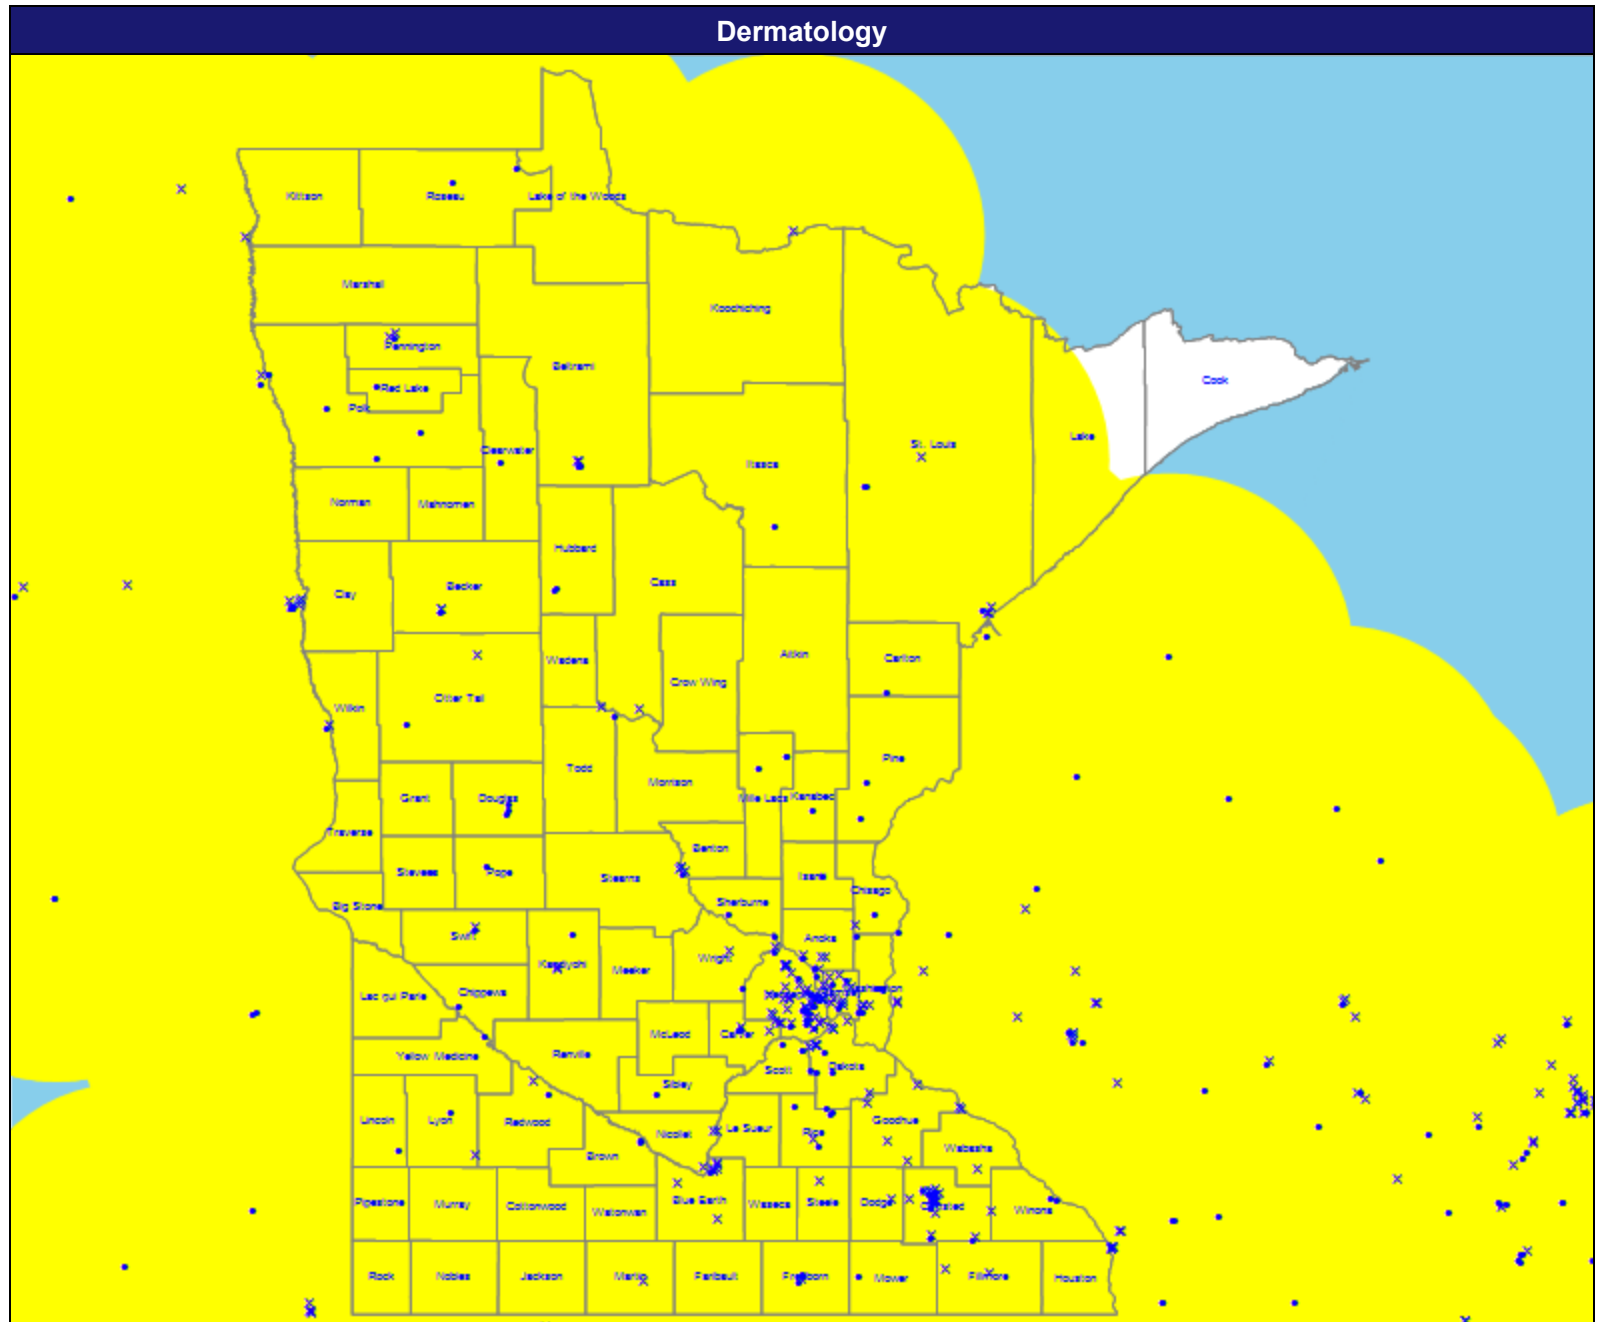 Dermatology
Kittson
Roseau
Lake of the Woods
Marshall
Koochiching
Pennington
Beltrami
Cook
Red Lake
Polk
Lake
St. Louis
Clearwater
Itasca
Norman
Mahnomen
Hubbard
Cass
Clay
Becker
Aitkin
Carlton
Wadena
Crow Wing
Otter Tail
Wilkin
Pine
Todd
Morrison
Grant
Douglas
Mille Lacs
Kanabec
Traverse
Benton
Stevens
Pope
Stearns
Isanti
Chisago
Sherburne
Big Stone
Swift
Anoka
Wright
Kandiyohi
Meeker
Lac qui Parle
Chippewa
Washington
McLeod
Carver
Yellow Medicine
Renville
Scott
Dakota
Sibley
Lincoln
Lyon
Redwood
Goodhue
Le Sueur
Rice
Nicollet
Brown
Wabasha
Pipestone
Murray
Cottonwood
Watonwan
Blue Earth
Waseca
Steele
Dodge
Olmsted
Winona
Rock
Nobles
Jackson
Martin
Faribault
Freeborn
Mower
Fillmore
Houston